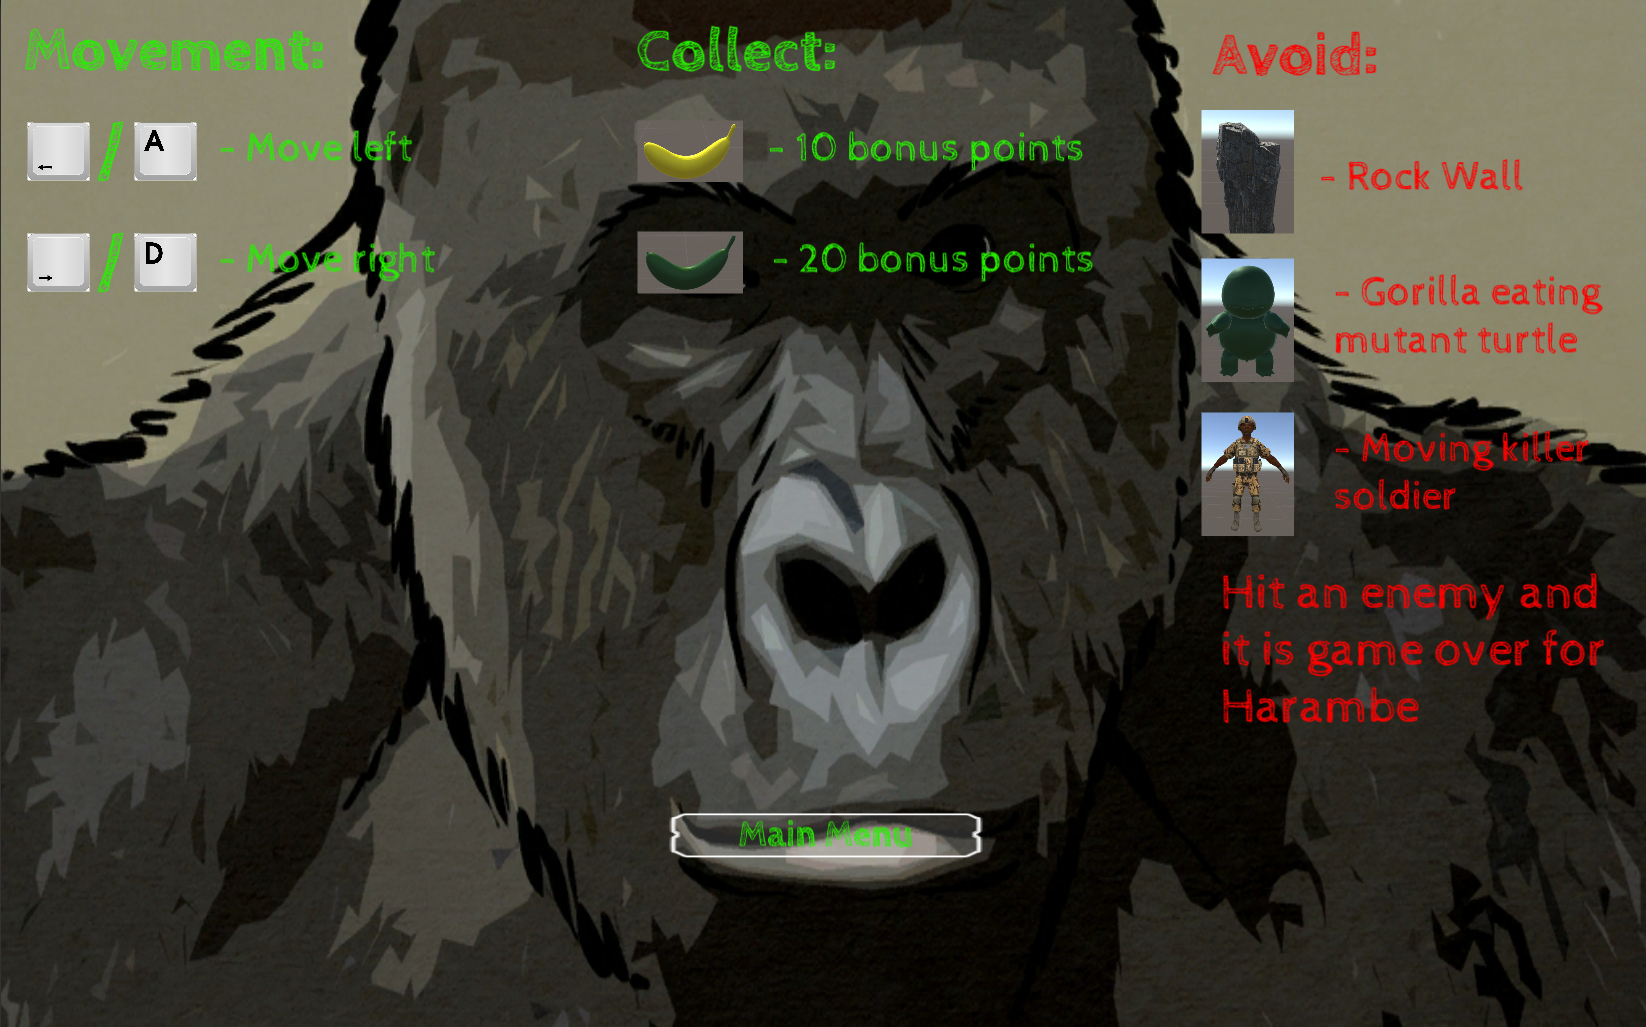 Movement:
← / A - Move left
→ / D - Move right
Collect:
- 10 bonus points
- 20 bonus points
Avoid:
- Rock Wall
- Gorilla eating
mutant turtle
- Moving killer
soldier
Hit an enemy and
it is game over for
Harambe
Main Menu